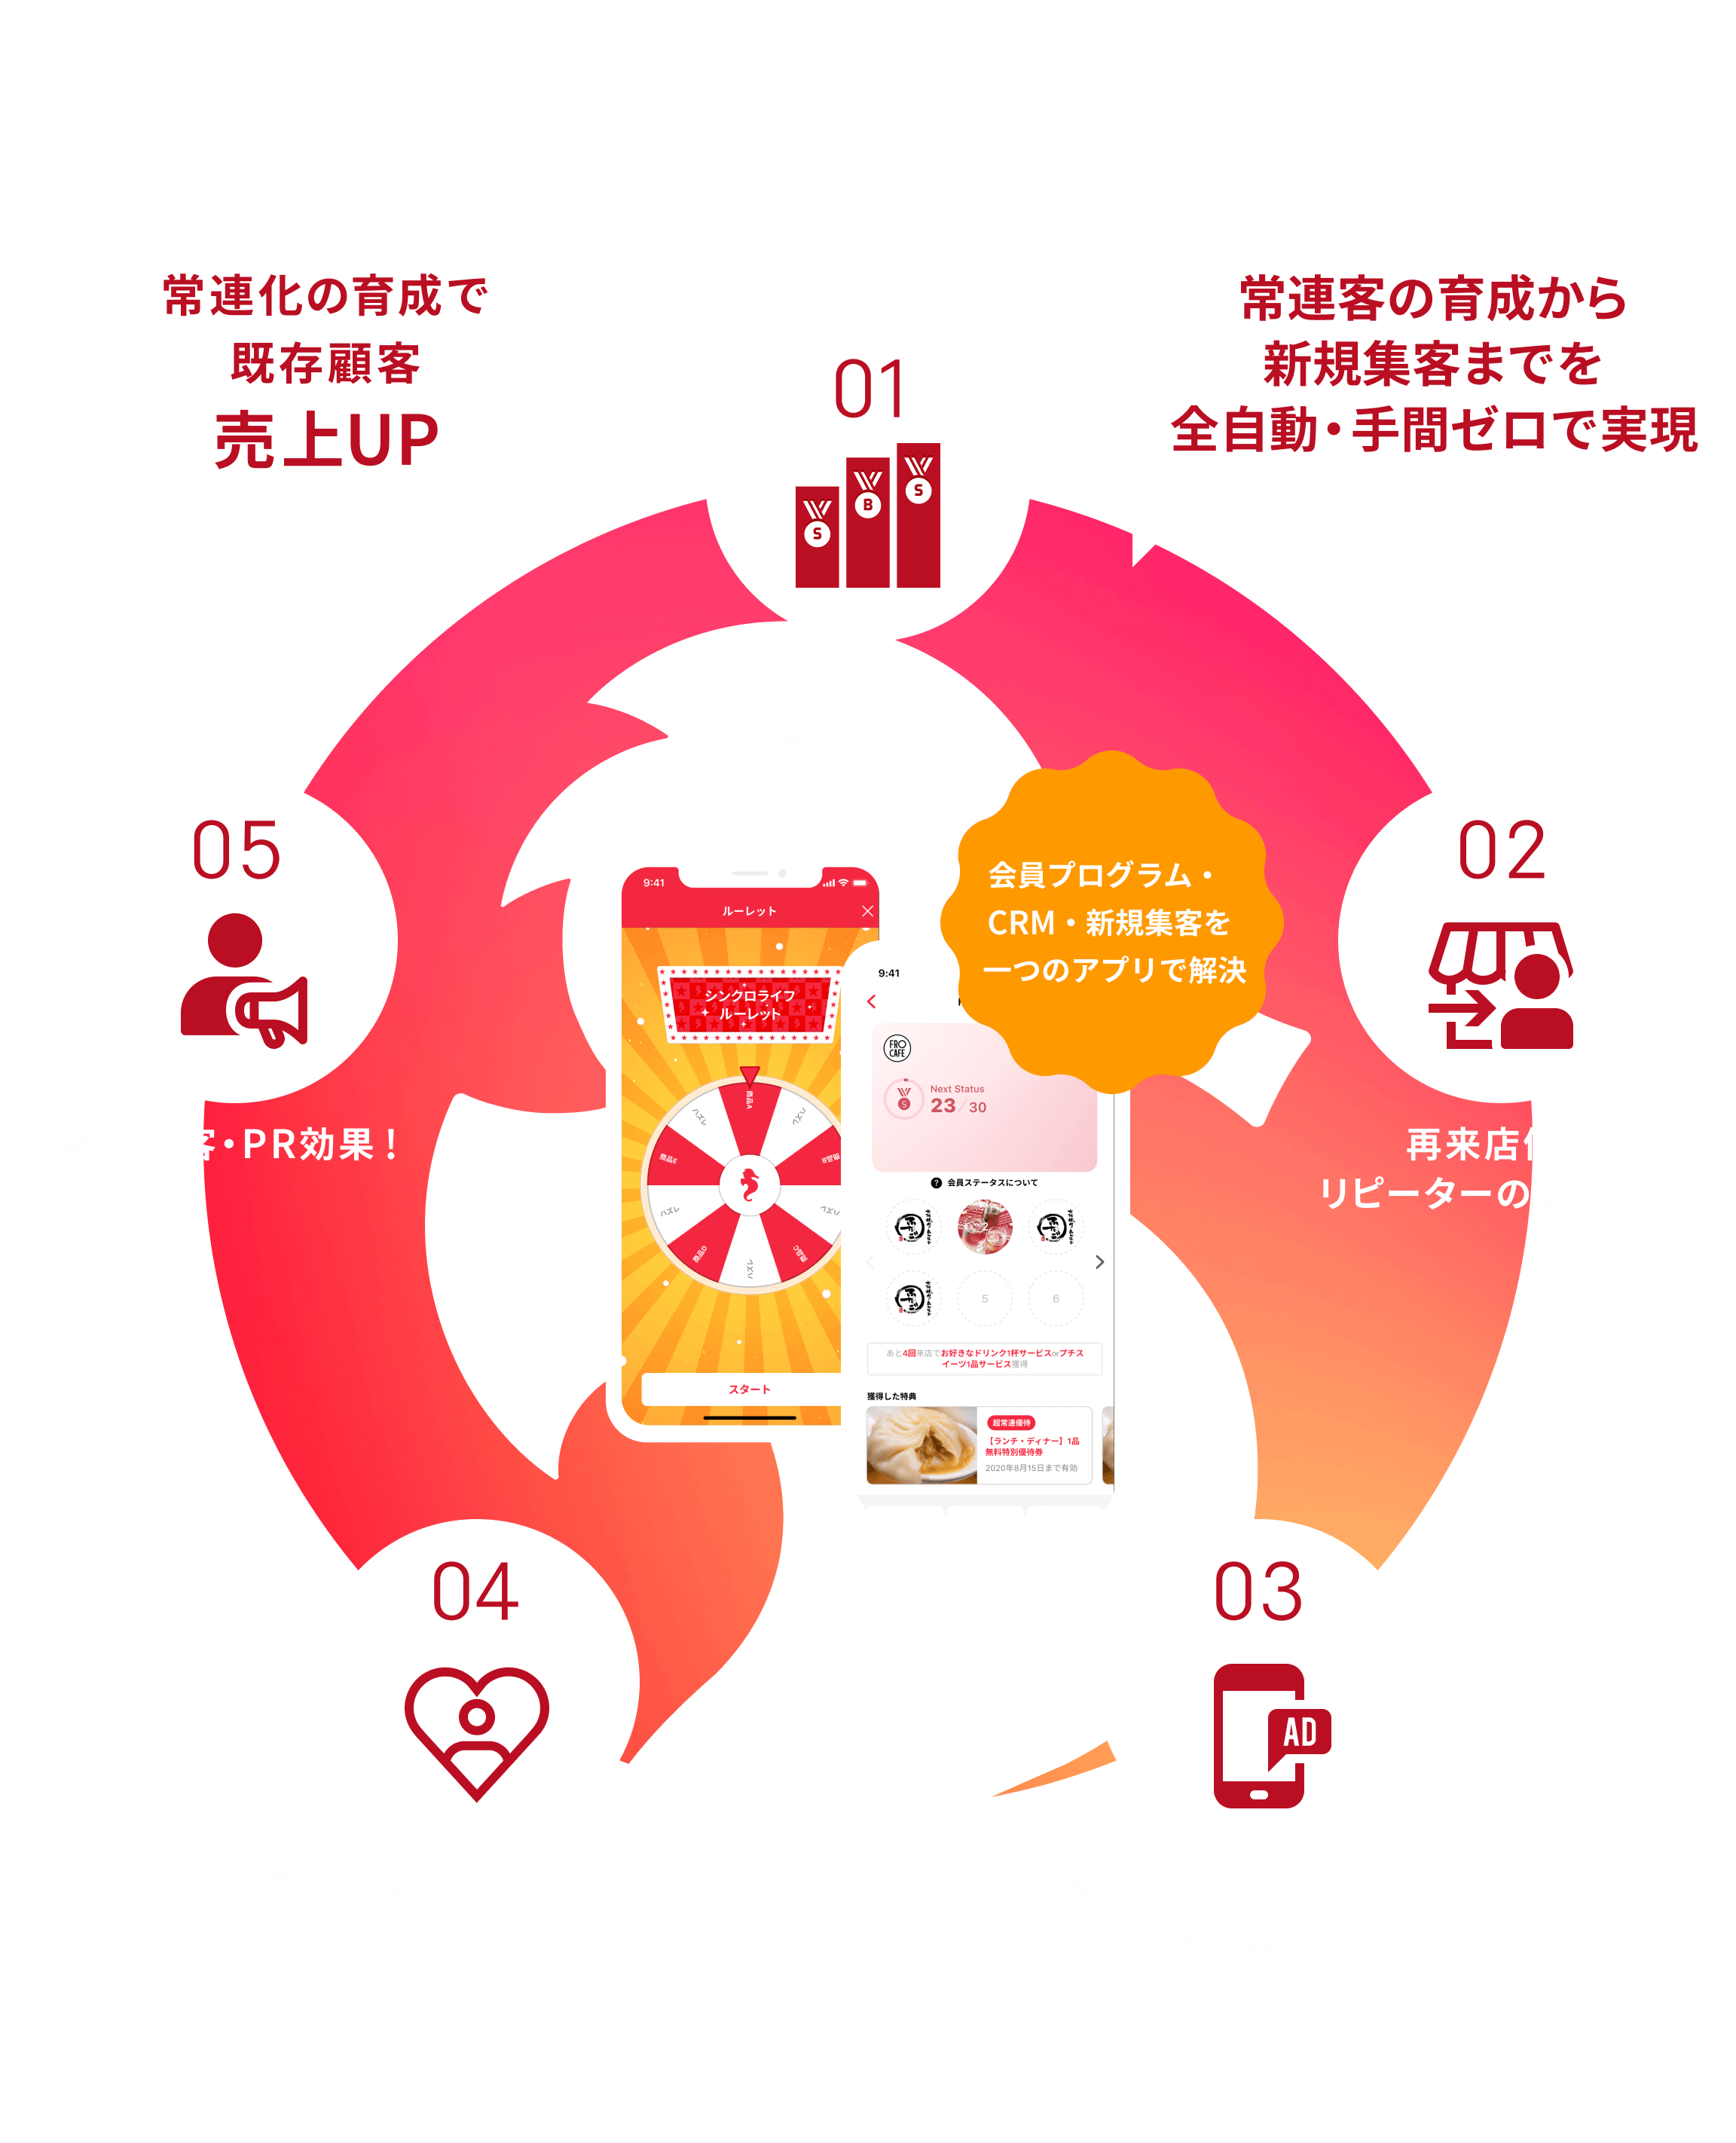 常連化の育成で
既存顧客
売上UP
常連客の育成から
新規集客までを
全自動・手間ゼロで実現
01
S
B
S
05
02
会員プログラム・
CRM・新規集客を
一つのアプリで解決
客・PR効果！
再来店
リピーターの
9:41
ルーレット
シンクロライフ
ルーレット
商品A
ハズレ
商品B
ハズレ
商品C
ハズレ
商品D
ハズレ
商品E
ハズレ
スタート
9:41
FRO
CAFE
S
Next Status
23/30
? 会員ステータスについて
5
6
あと4回来店でお好きなドリンク1杯サービスorプチス
イーツ1品サービス獲得
獲得した特典
超常連優待
【ランチ・ディナー】1品
無料特別優待券
2020年8月15日まで有効
04
03
AD